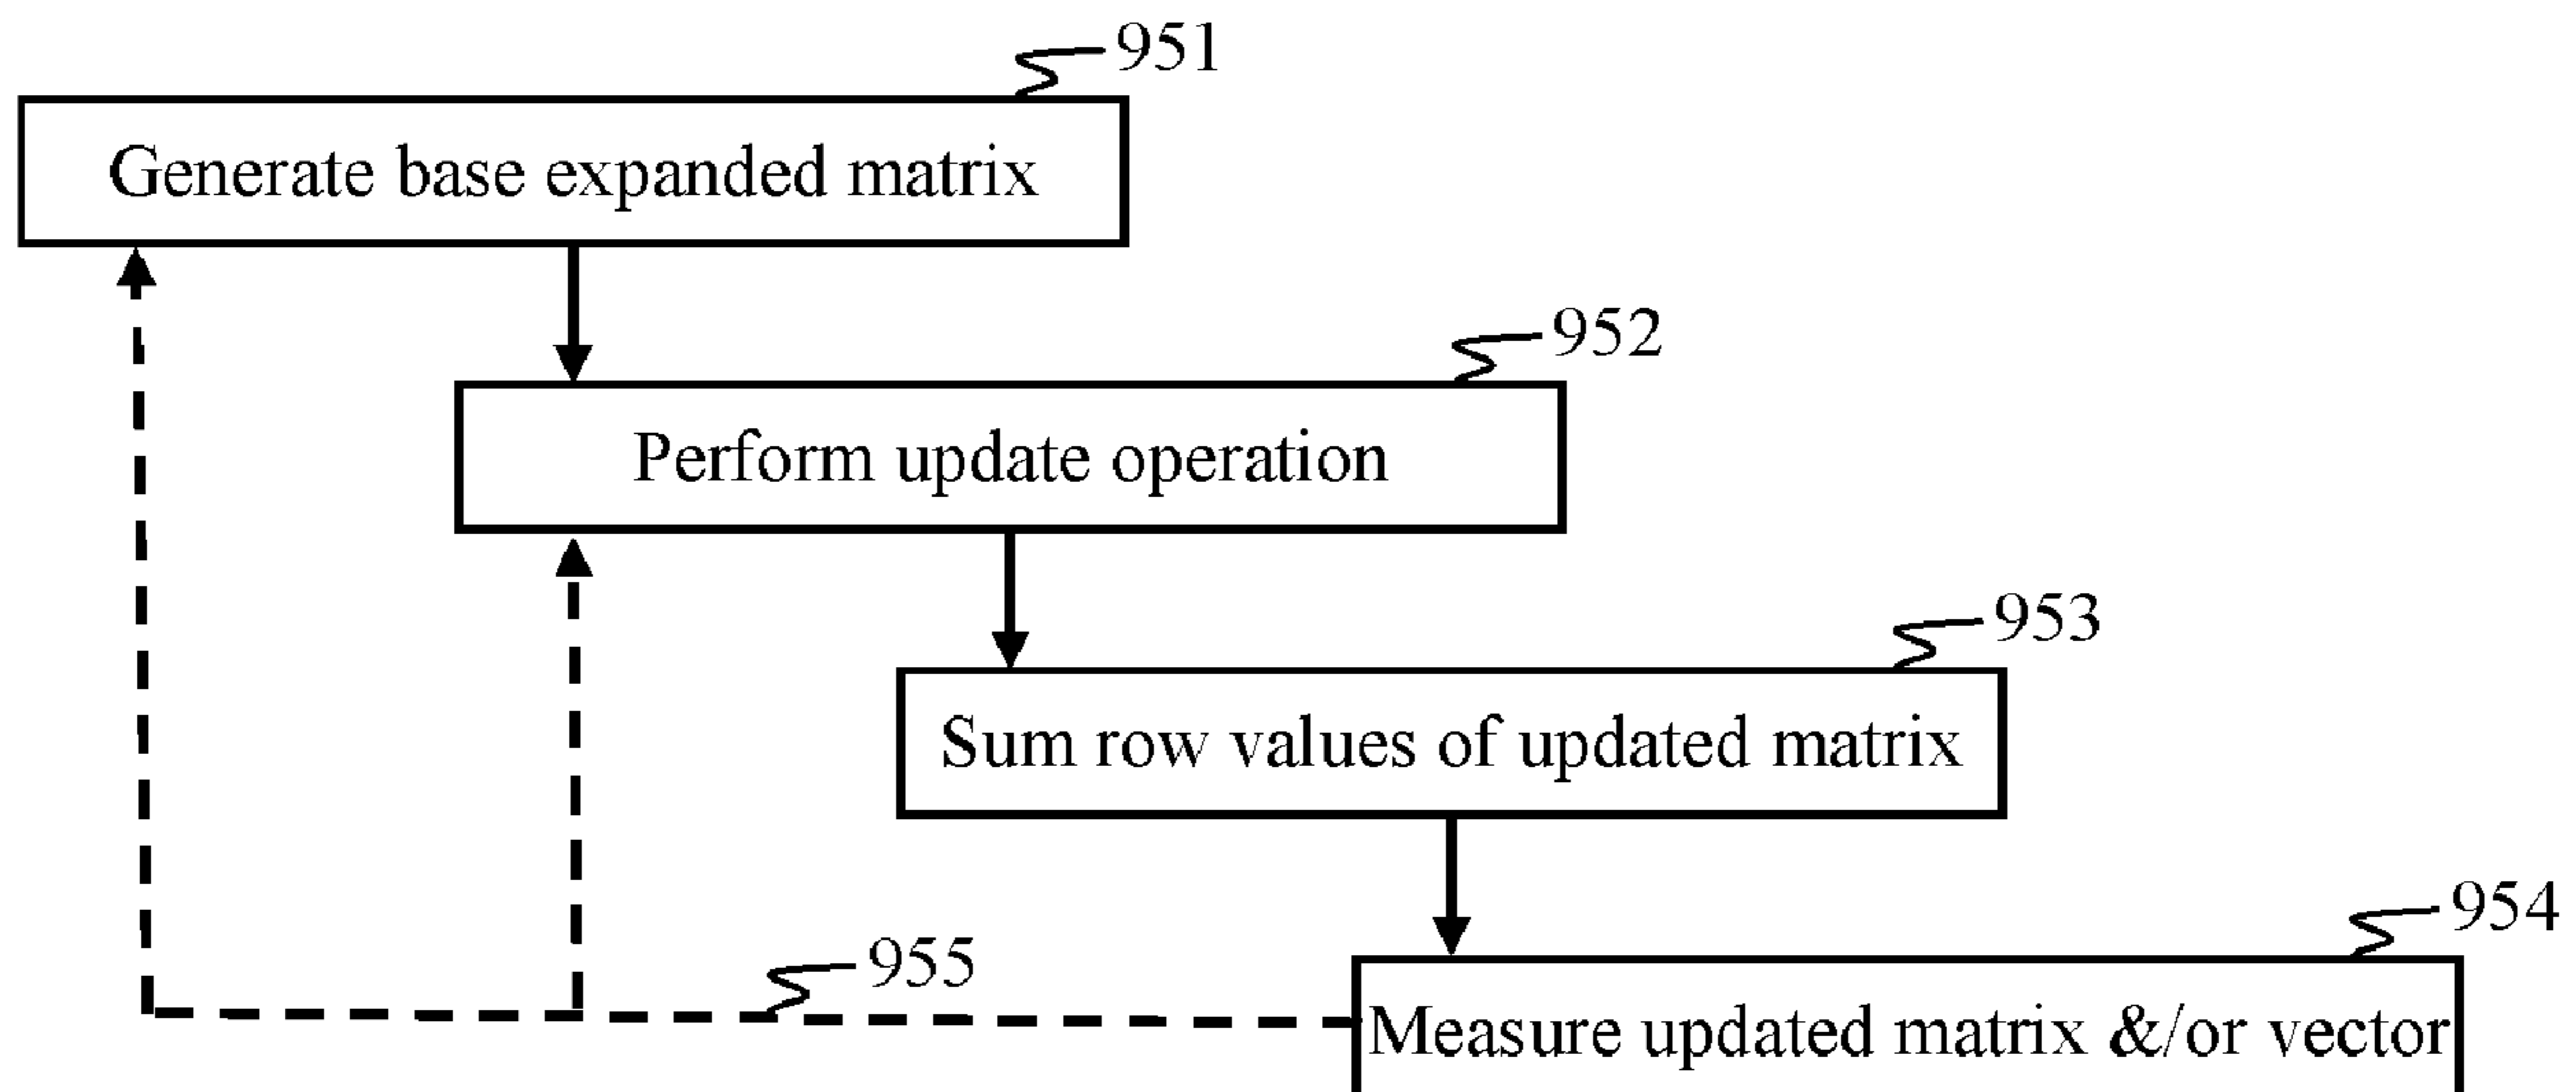 951
Generate base expanded matrix
952
Perform update operation
953
Sum row values of updated matrix
954
955
Measure updated matrix &/or vector